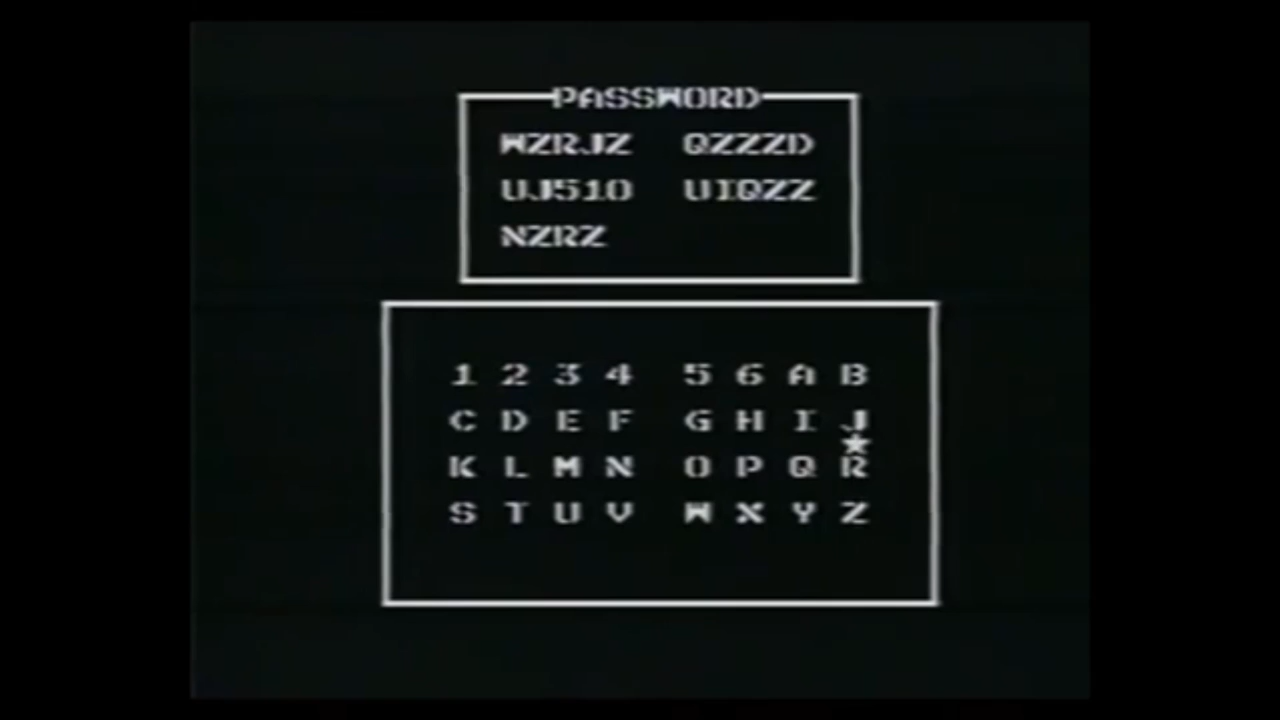 PASSWORD
WZRJZ QZZZD
UJ510 UIQZZ
NZRZ
1 2 3 4 5 6 A B
C D E F G H I J
K L M N O P Q R
S T U V W X Y Z